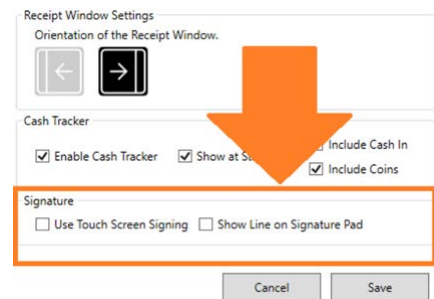 Receipt Window Settings
Orientation of the Receipt Window.
Cash Tracker
Include Cash In
Enable Cash Tracker Show at
Include Coins
Signature
Use Touch Screen Signing Show Line on Signature Pad
Cancel Save